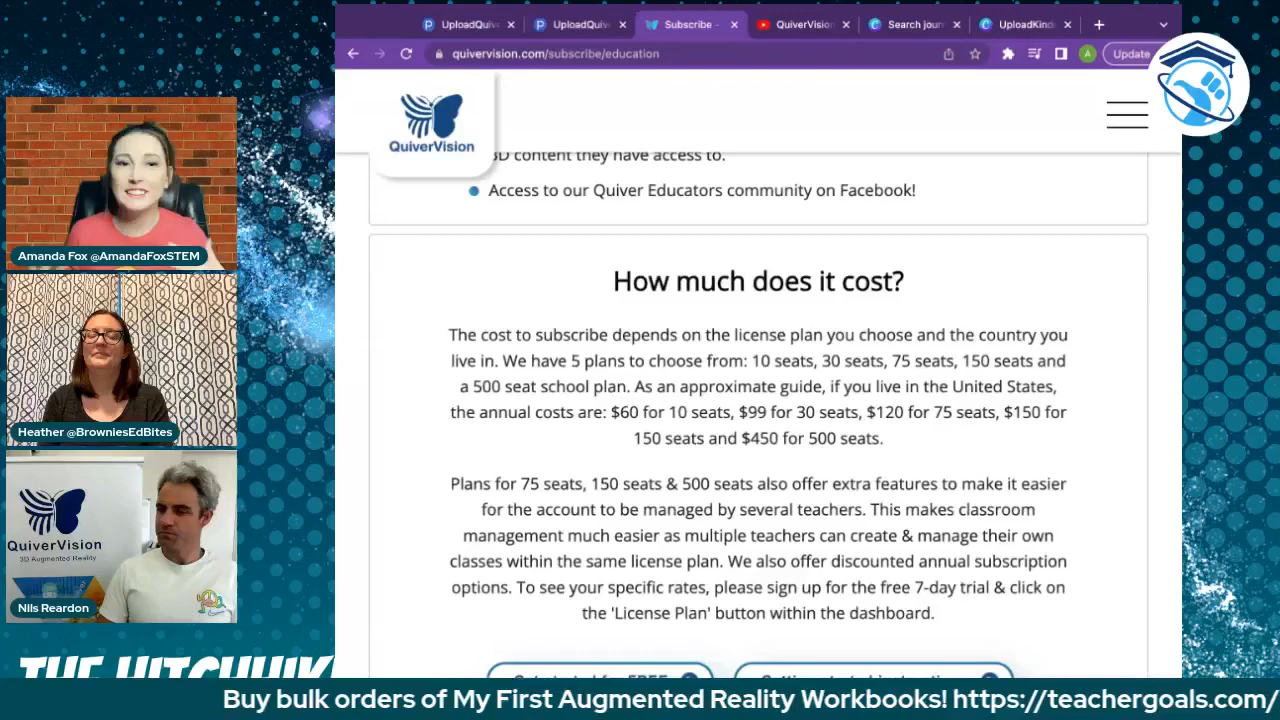 UploadQuiv
UploadQuiv
Subscribe -
QuiverVision
Search jour
UploadKind
quivervision.com/subscribe/education
A
Update
QuiverVision
3D content they have access to.
Access to our Quiver Educators community on Facebook!
How much does it cost?
The cost to subscribe depends on the license plan you choose and the country you
live in. We have 5 plans to choose from: 10 seats, 30 seats, 75 seats, 150 seats and
a 500 seat school plan. As an approximate guide, if you live in the United States,
the annual costs are: $60 for 10 seats, $99 for 30 seats, $120 for 75 seats, $150 for
150 seats and $450 for 500 seats.
Plans for 75 seats, 150 seats & 500 seats also offer extra features to make it easier
for the account to be managed by several teachers. This makes classroom
management much easier as multiple teachers can create & manage their own
classes within the same license plan. We also offer discounted annual subscription
options. To see your specific rates, please sign up for the free 7-day trial & click on
the 'License Plan' button within the dashboard.
Amanda Fox @AmandaFoxSTEM
Heather @BrowniesEdBites
QuiverVision
3D Augmented Reality
Nils Reardon
THE HITCHHIK
Buy bulk orders of My First Augmented Reality Workbooks! https://teachergoals.com/